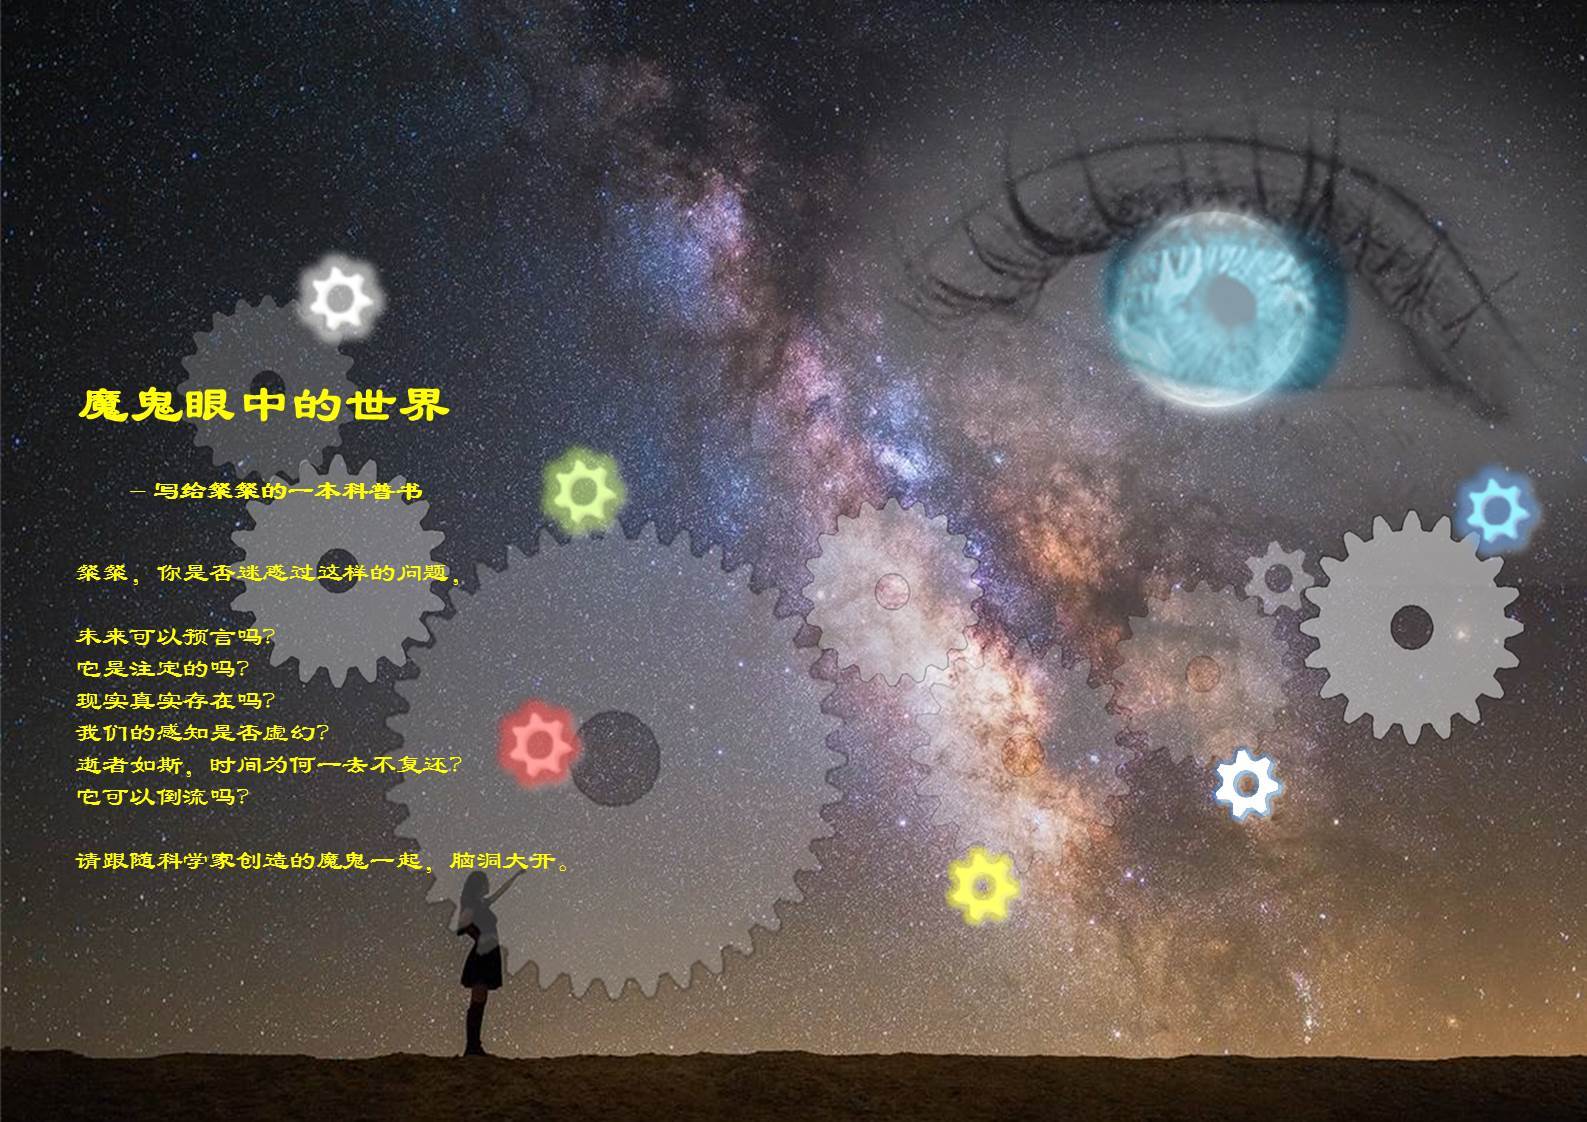 魔鬼眼中的世界
– 写给粲粲的一本科普书
粲粲，你是否迷惑过这样的问题，
未来可以预言吗？
它是注定的吗？
现实真实存在吗？
我们的感知是否虚幻？
逝者如斯，时间为何一去不复还？
它可以倒流吗？
请跟随科学家创造的魔鬼一起，脑洞大开。